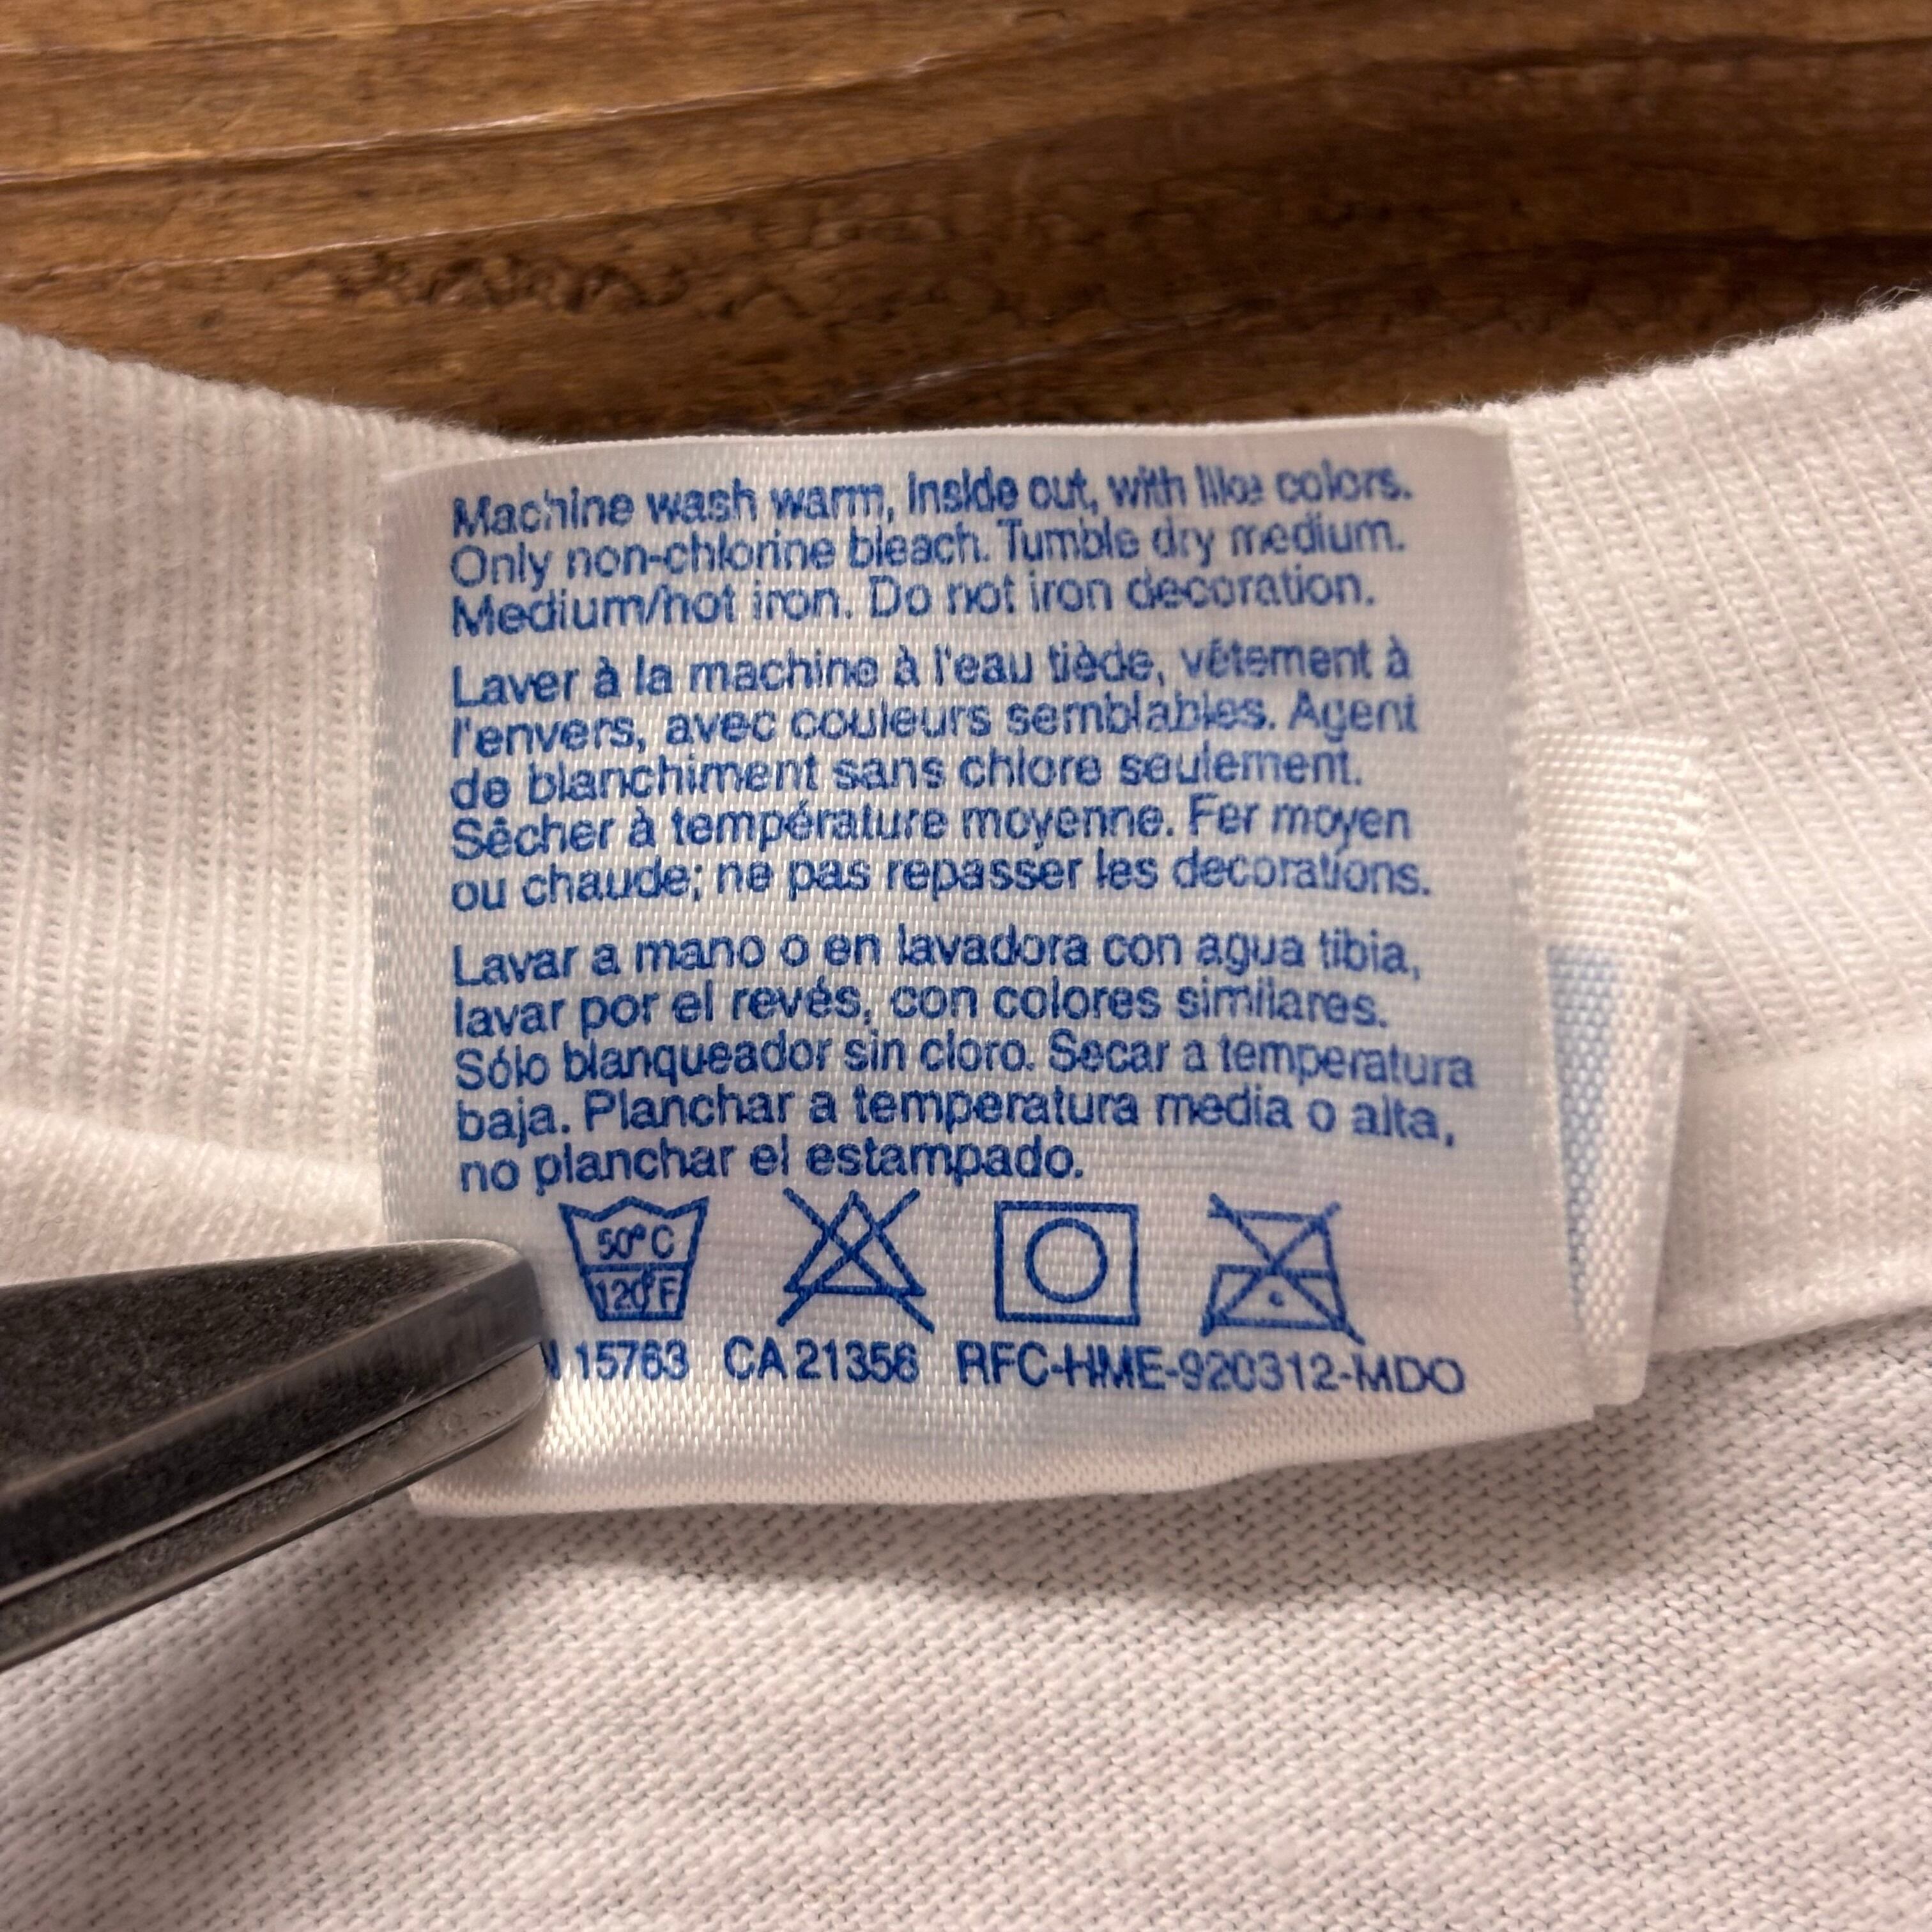 Machine wash warm, inside out, with like colors.
Only non-chlorine bleach. Tumble dry medium.
Medium/hot iron. Do not iron decoration.
Laver à la machine à l'eau tiède, vêtement à
l'envers, avec couleurs semblables. Agent
de blanchiment sans chlore seulement.
Sécher à température moyenne. Fer moyen
ou chaude; ne pas repasser les decorations.
Lavar a mano o en lavadora con agua tibia,
lavar por el revés, con colores similares.
Sólo blanqueador sin cloro. Secar a temperatura
baja. Planchar a temperatura media o alta,
no planchar el estampado.
50°C
120°F
N 15763 CA 21356 RFC-HME-920312-MDO